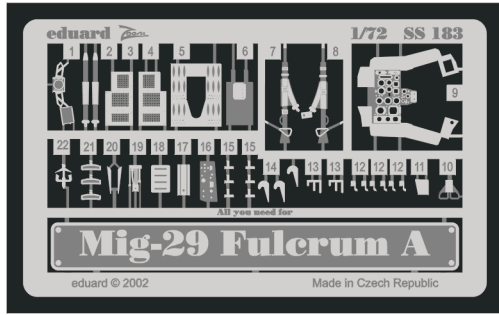 eduard Zoom 1/72 SS 183
1 2 3 4 5 6 7 8
9
22 21 20 19 18 17 16 15 15 14 13 13 12 12 12 11 10
All you need for
Mig-29 Fulcrum A
eduard © 2002 Made in Czech Republic